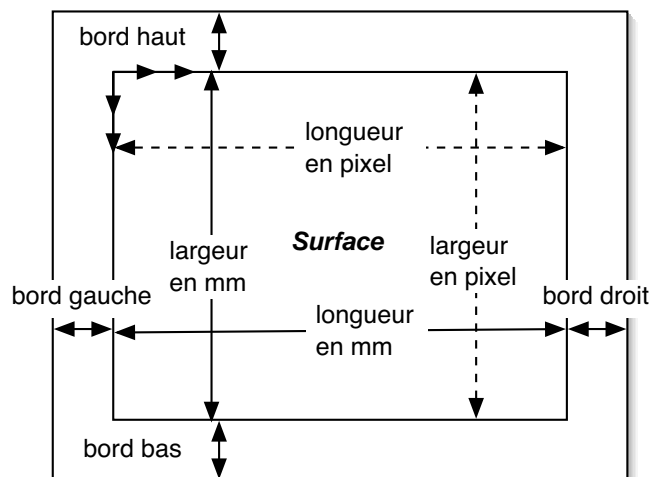 bord haut
longueur
en pixel
Surface
largeur
en mm
largeur
en pixel
bord gauche
bord droit
longueur
en mm
bord bas